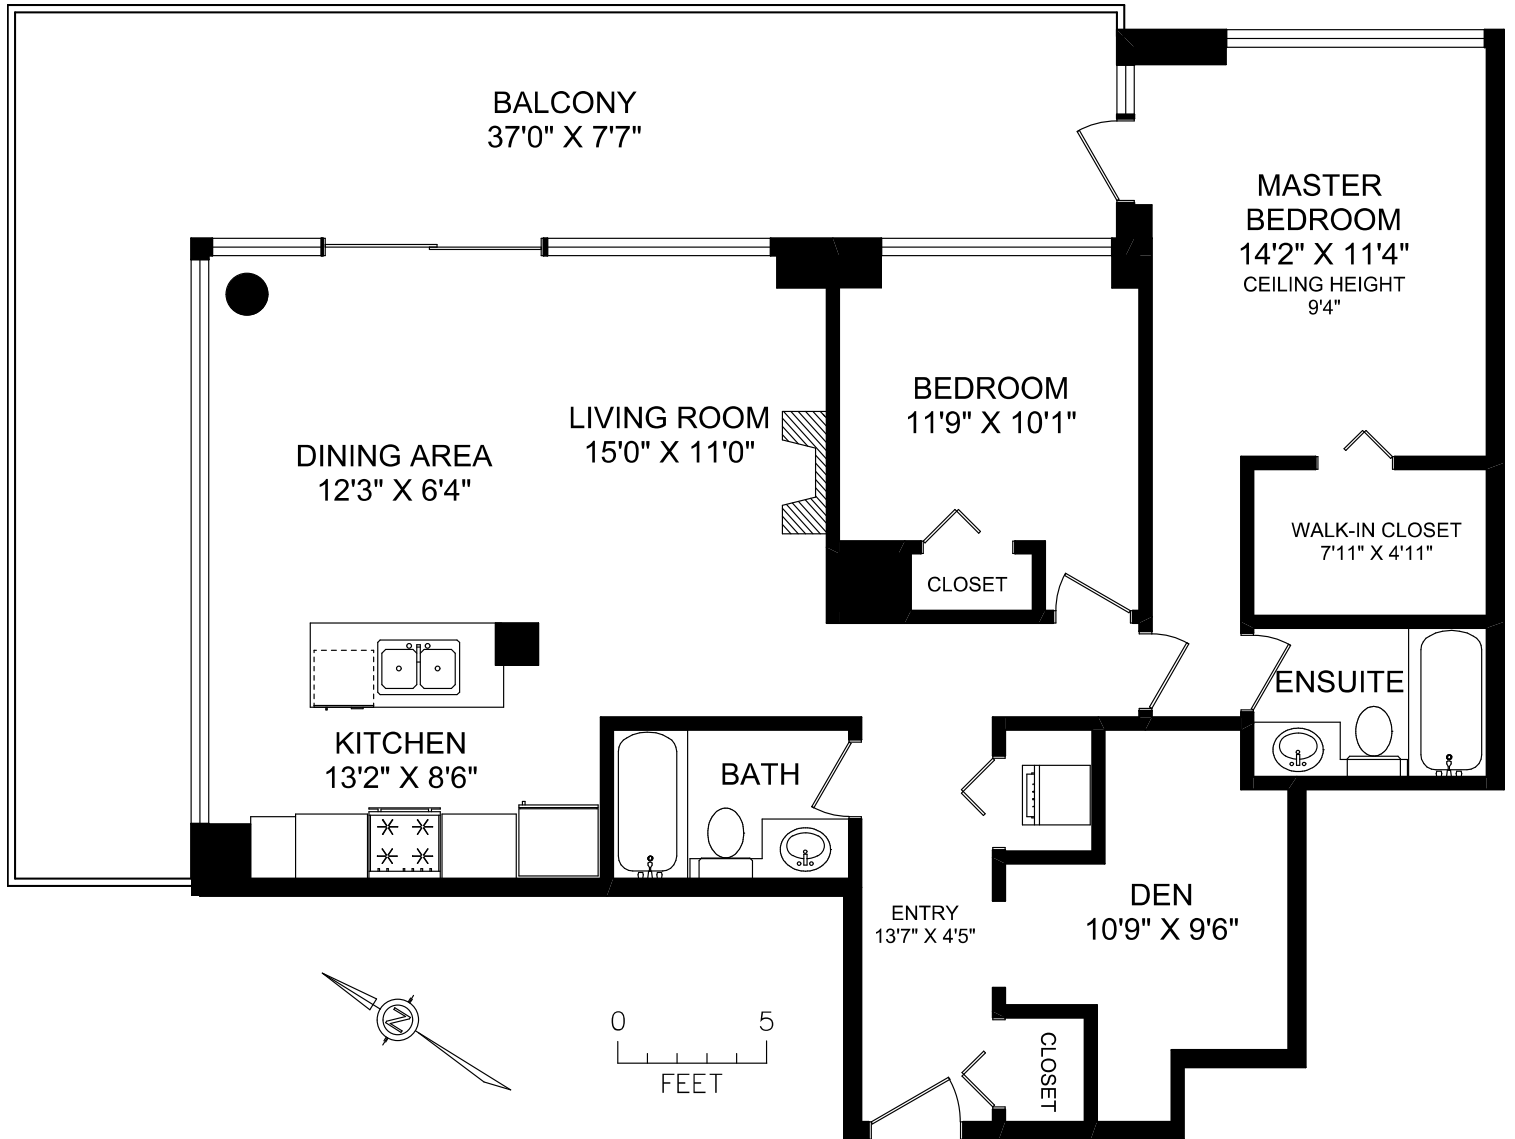 BALCONY
37'0" X 7'7"
MASTER
BEDROOM
14'2" X 11'4"
CEILING HEIGHT
9'4"
BEDROOM
11'9" X 10'1"
LIVING ROOM
15'0" X 11'0"
DINING AREA
12'3" X 6'4"
WALK-IN CLOSET
7'11" X 4'11"
CLOSET
ENSUITE
KITCHEN
13'2" X 8'6"
BATH
DEN
10'9" X 9'6"
ENTRY
13'7" X 4'5"
CLOSET
N
0 5
FEET